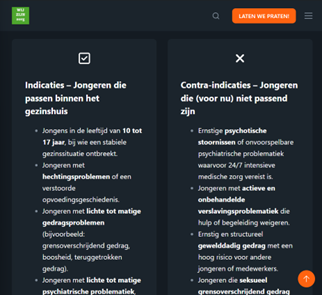 WIJ
ZIJN
LATEN WE PRATEN!
Indicaties – Jongeren die
passen binnen het
gezinshuis
Jongens in de leeftijd van 10 tot
17 jaar, bij wie een stabiele
gezinssituatie ontbreekt.
Jongeren met
hechtingsproblemen of een
verstoorde
opvoedingsgeschiedenis.
Jongeren met lichte tot matige
gedragsproblemen
(bijvoorbeeld:
grensoverschrijdend gedrag,
boosheid, teruggetrokken
gedrag).
Jongeren met lichte tot matige
psychiatrische problematiek,
Contra-indicaties – Jongeren
die (voor nu) niet passend
zijn
Ernstige psychotische
stoornissen of onvoorspelbare
psychiatrische problematiek
waarvoor 24/7 intensieve
medische zorg vereist is.
Jongeren met actieve en
onbehandelde
verslavingsproblematiek die
hulp of begeleiding weigeren.
Ernstig en structureel
gewelddadig gedrag met een
hoog risico voor andere
jongeren of medewerkers.
Jongeren die seksueel
grensoverschrijdend gedrag